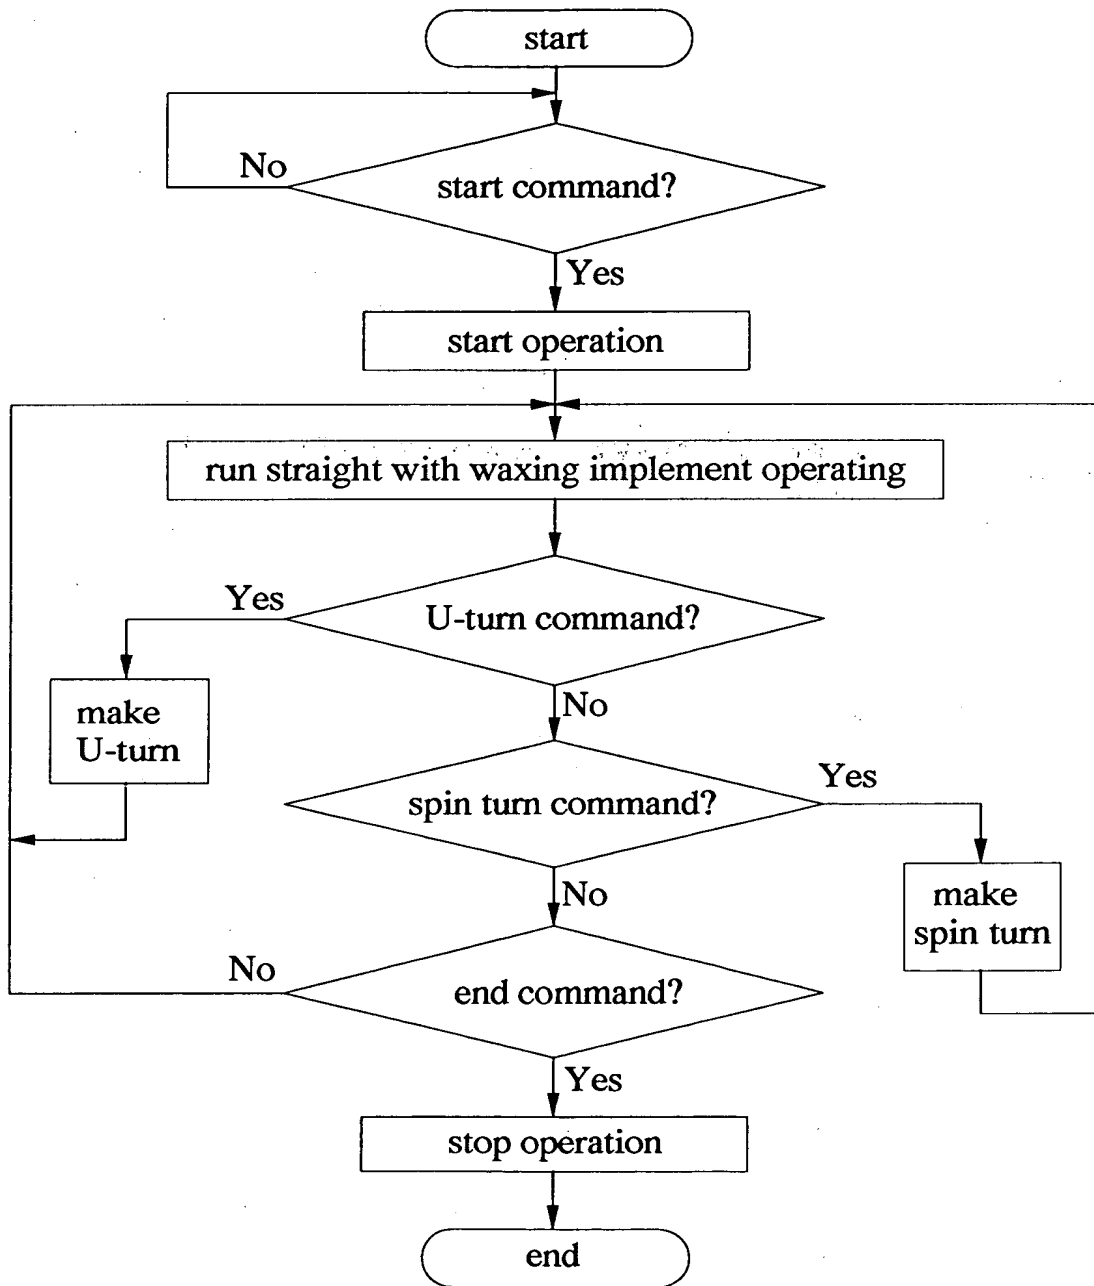 start
No
start command?
Yes
start operation
run straight with waxing implement operating
Yes
U-turn command?
make
U-turn
No
Yes
spin turn command?
No
make
spin turn
No
end command?
Yes
stop operation
end